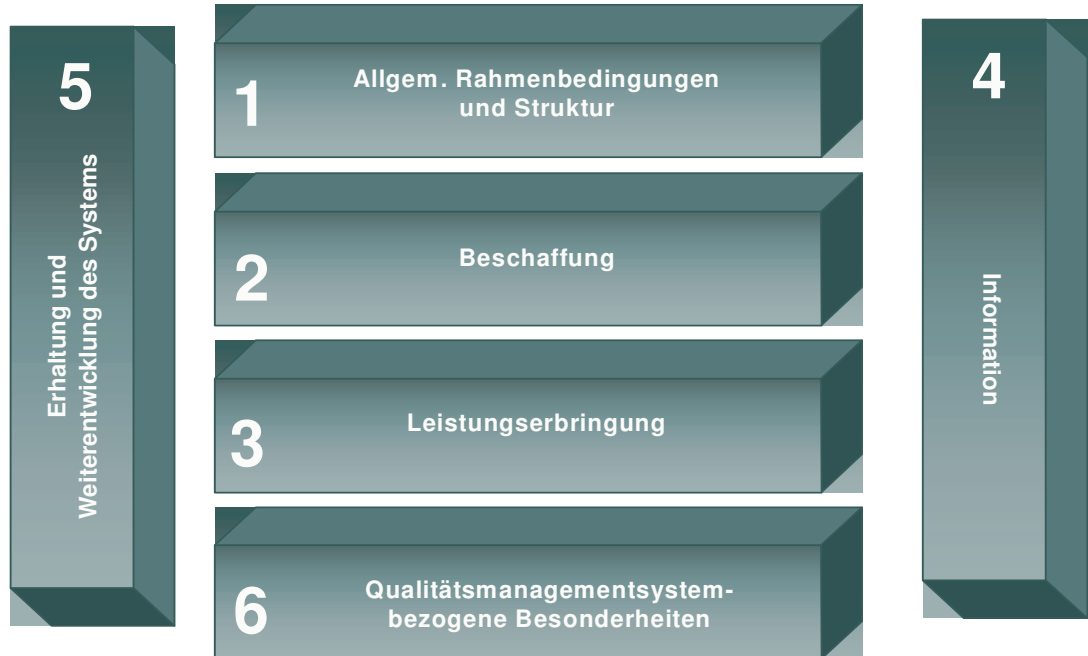 5
Erhaltung und
Weiterentwicklung des Systems
1
Allgem. Rahmenbedingungen
und Struktur
2
Beschaffung
3
Leistungserbringung
6
Qualitätsmanagementsystem-
bezogene Besonderheiten
4
Information